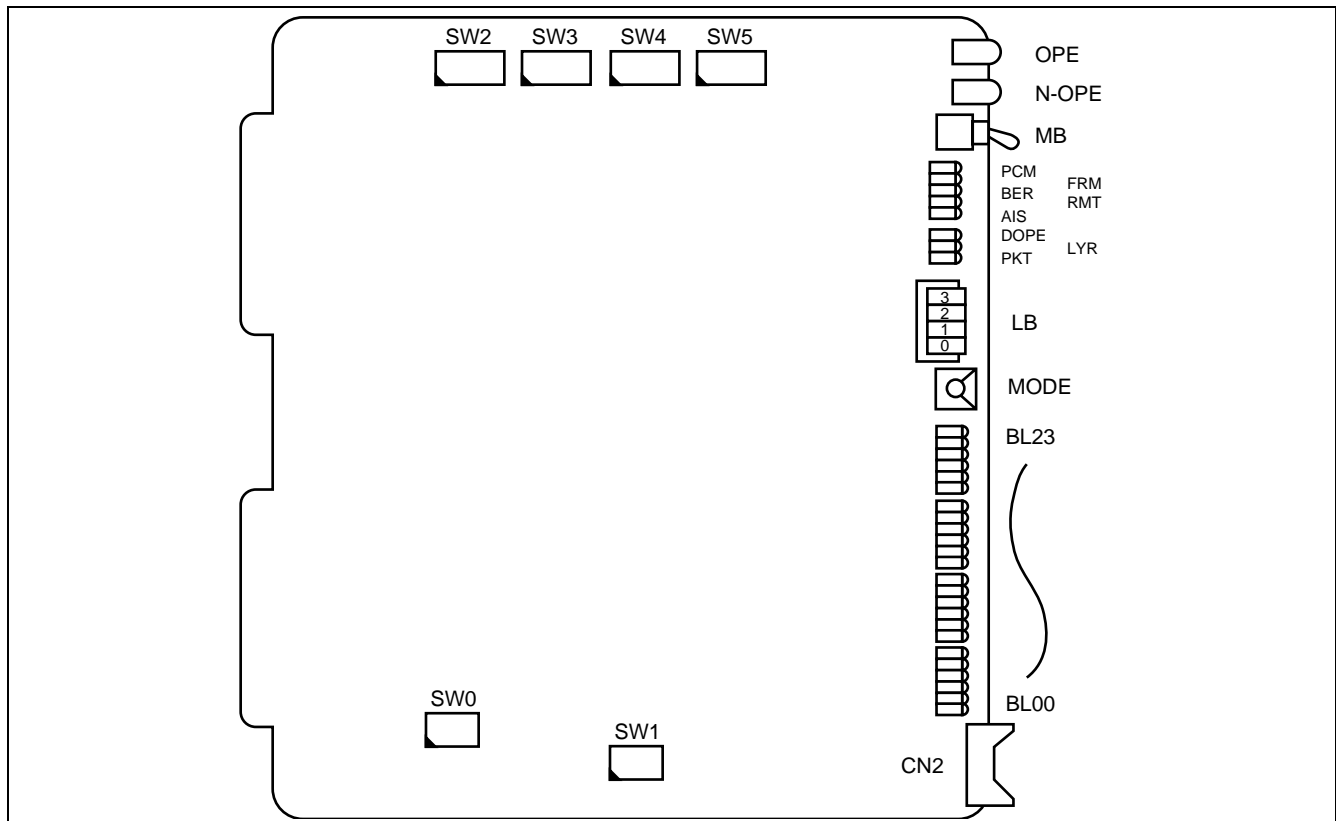 SW2 SW3 SW4 SW5
OPE
N-OPE
MB
PCM
FRM
BER
RMT
AIS
DOPE
LYR
PKT
3
2
1
0
LB
MODE
BL23
BL00
SW0
SW1
CN2